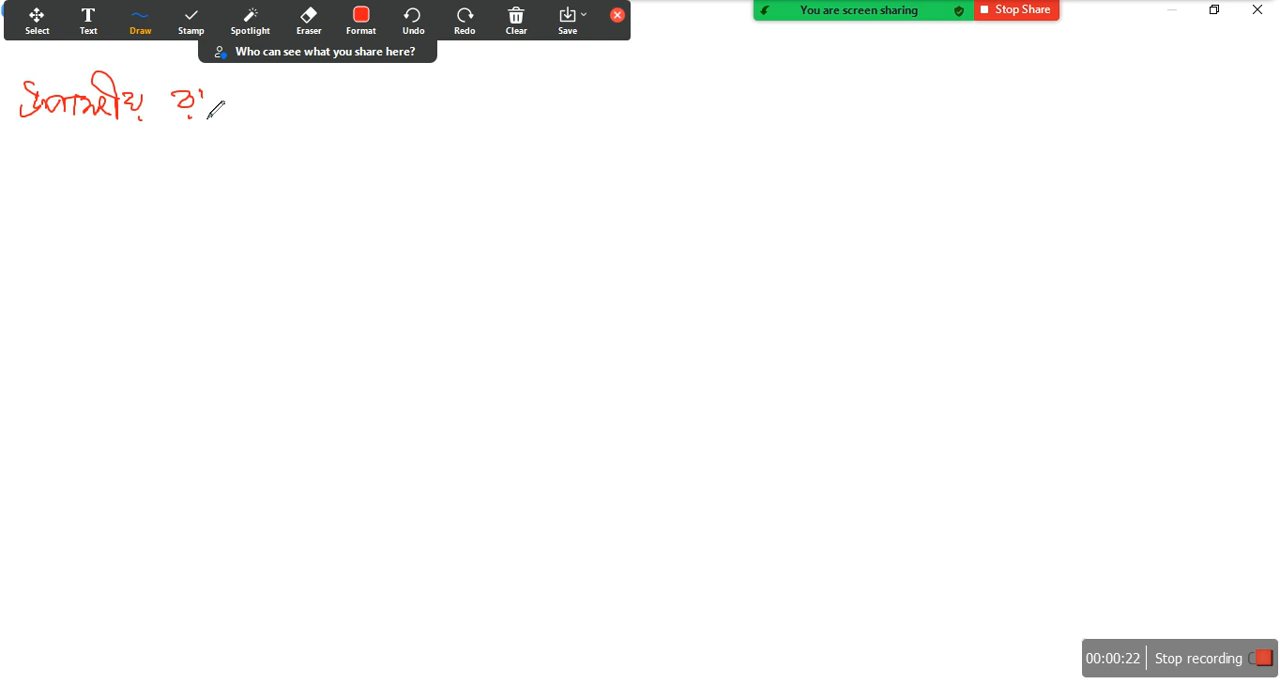 Select Text Draw Stamp Spotlight Eraser Format Undo Redo Clear Save
You are screen sharing Stop Share
Who can see what you share here?
00:00:22 Stop recording